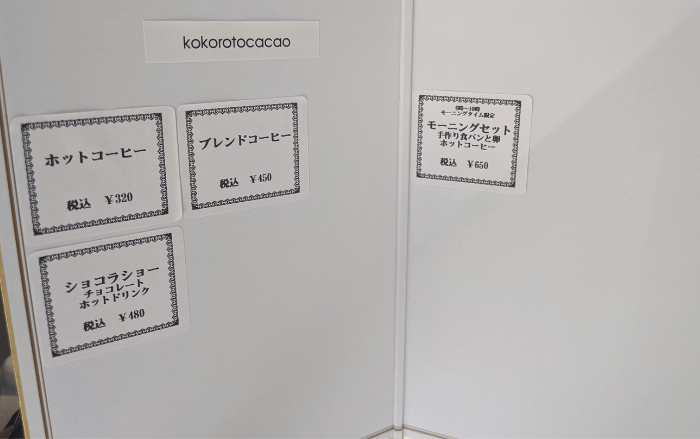 kokorotocacao
ホットコーヒー
税込 ￥320
ブレンドコーヒー
税込 ￥450
ショコラショー
チョコレート
ホットドリンク
税込 ￥480
モーニングタイム限定
モーニングセット
手作り食パンと卵
ホットコーヒー
税込 ￥650